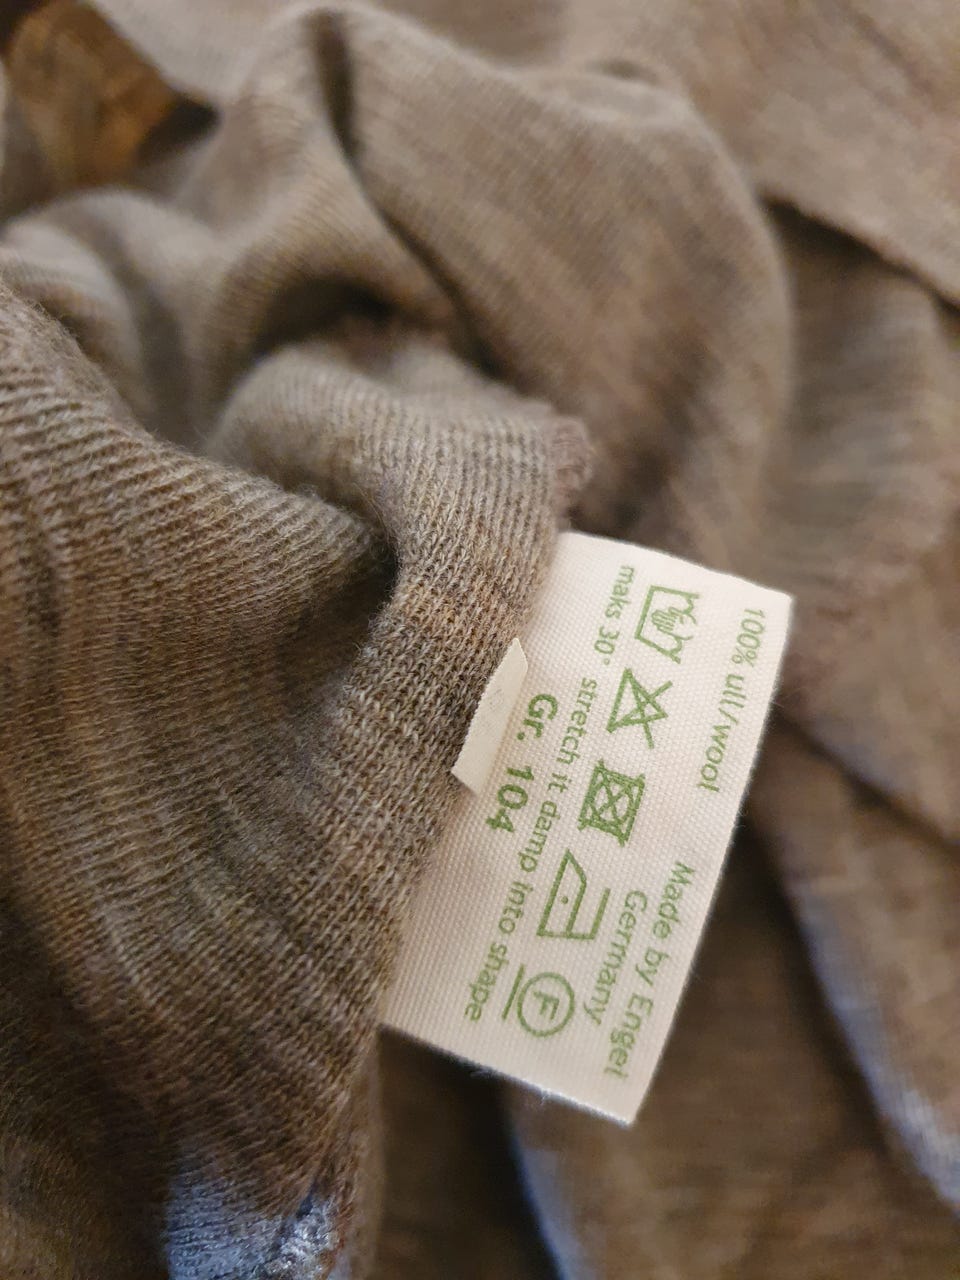 100% ull/wool
Made by Engel
Germany
F
maks 30° stretch it damp into shape
Gr. 104